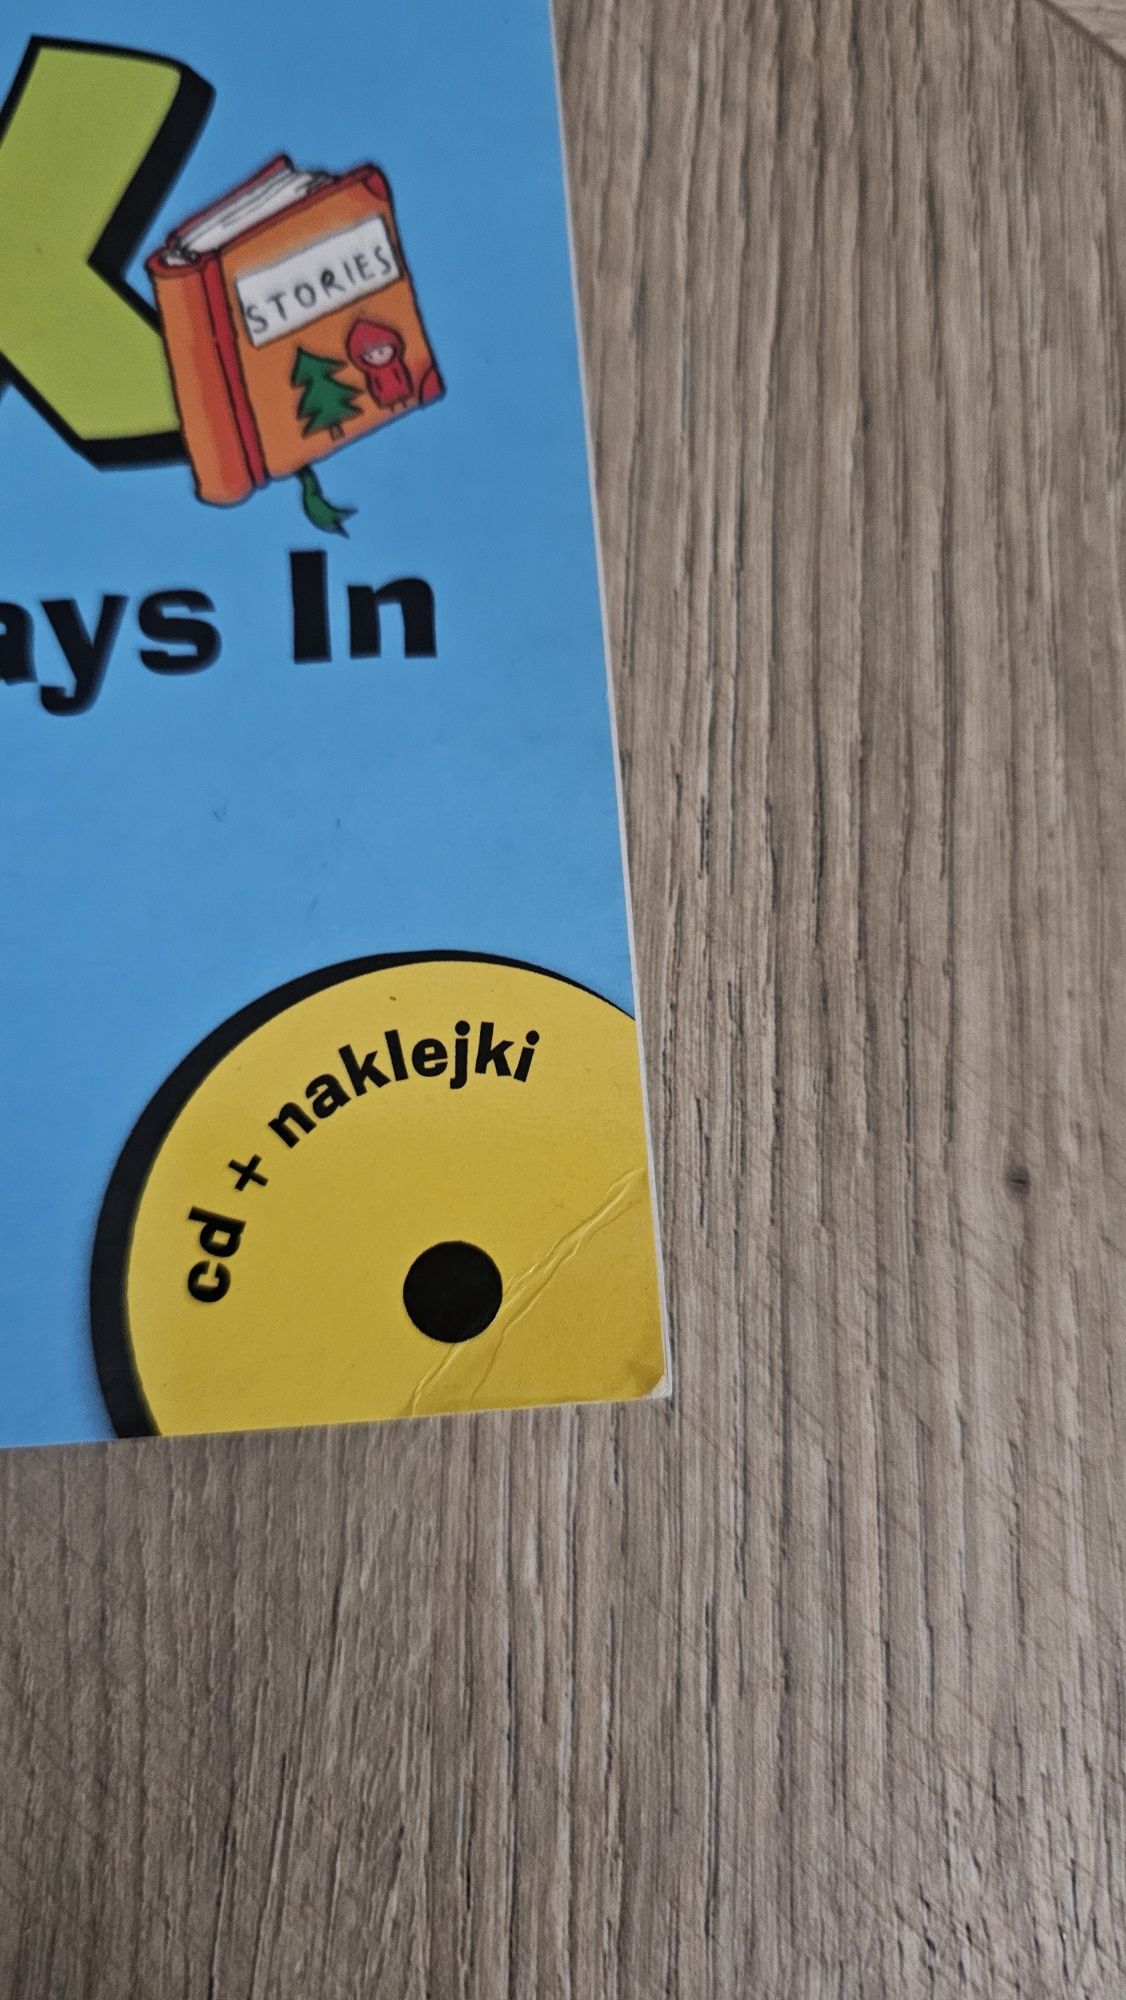 STORIES
ays In
cd + naklejki